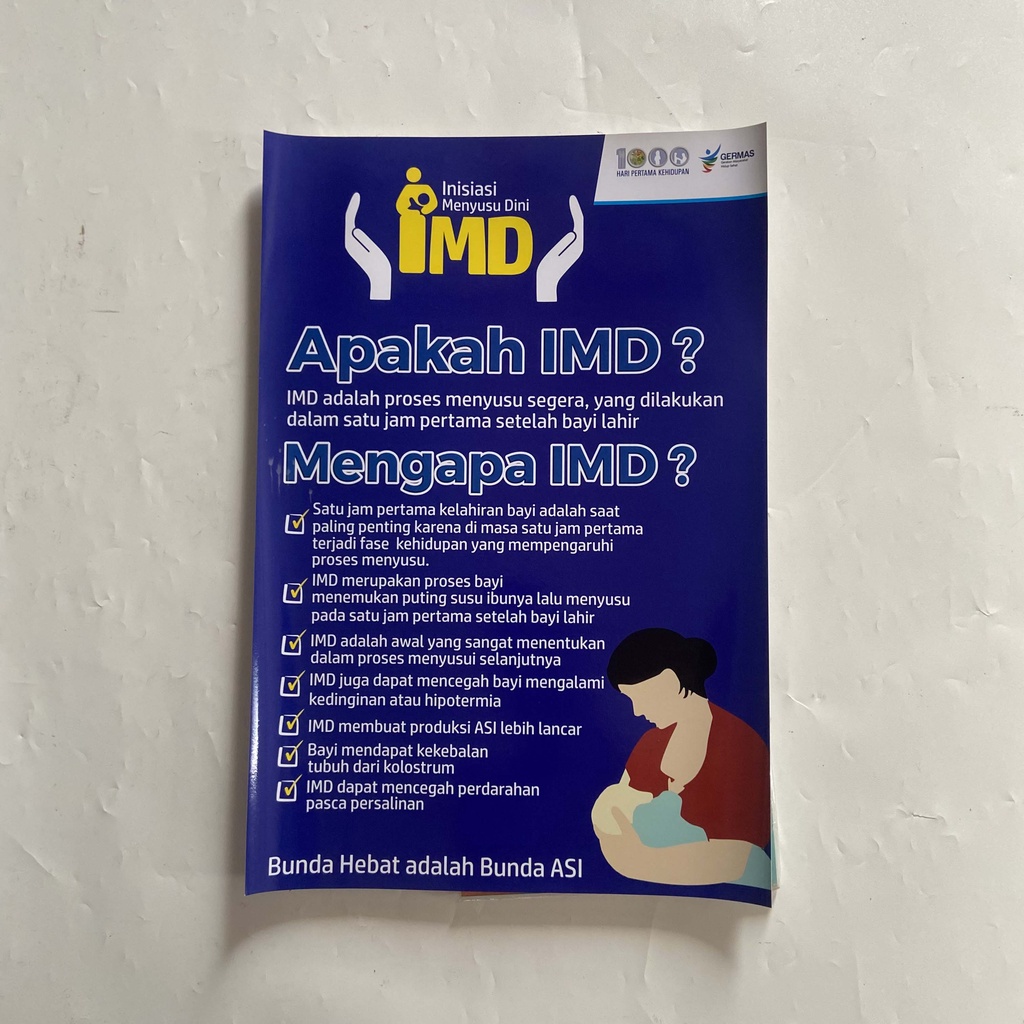 1000
HARI PERTAMA KEHIDUPAN
GERMAS
Inisiasi
Menyusu Dini
IMD
Apakah IMD ?
IMD adalah proses menyusu segera, yang dilakukan
dalam satu jam pertama setelah bayi lahir
Mengapa IMD ?
Satu jam pertama kelahiran bayi adalah saat
paling penting karena di masa satu jam pertama
terjadi fase kehidupan yang mempengaruhi
proses menyusu.
IMD merupakan proses bayi
menemukan puting susu ibunya lalu menyusu
pada satu jam pertama setelah bayi lahir
IMD adalah awal yang sangat menentukan
dalam proses menyusui selanjutnya
IMD juga dapat mencegah bayi mengalami
kedinginan atau hipotermia
IMD membuat produksi ASI lebih lancar
Bayi mendapat kekebalan
tubuh dari kolostrum
IMD dapat mencegah perdarahan
pasca persalinan
Bunda Hebat adalah Bunda ASI